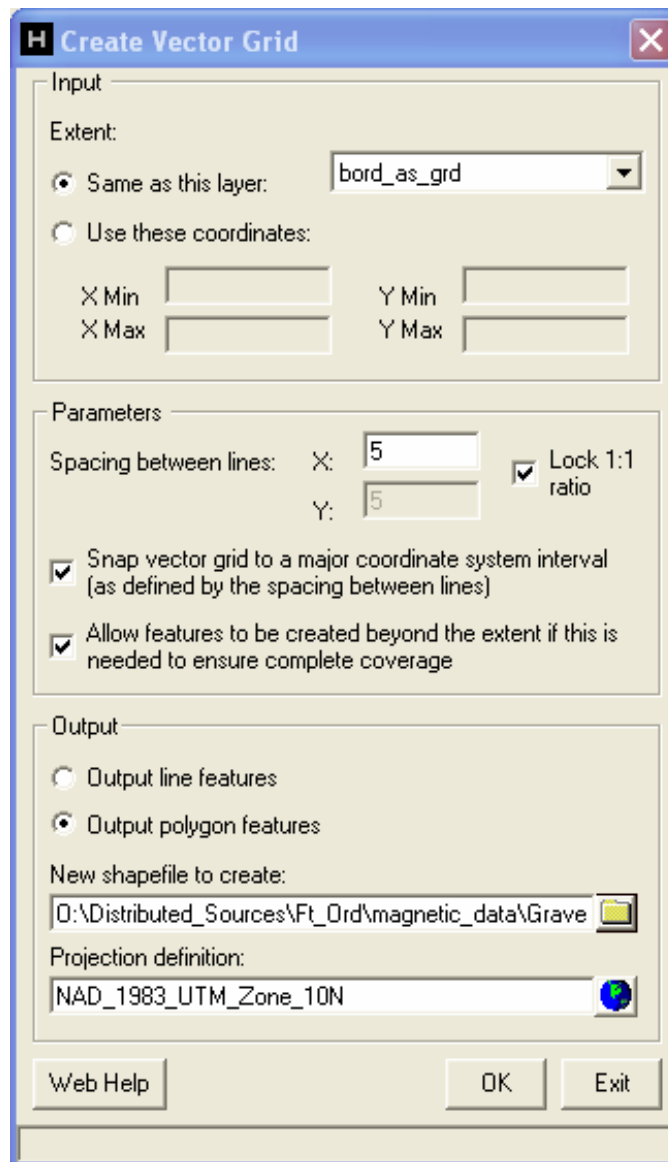 H Create Vector Grid
Input
Extent:
Same as this layer: bord_as_grd
Use these coordinates:
X Min Y Min
X Max Y Max
Parameters
Spacing between lines: X: 5 Lock 1:1
ratio
Y: 5
Snap vector grid to a major coordinate system interval
(as defined by the spacing between lines)
Allow features to be created beyond the extent if this is
needed to ensure complete coverage
Output
Output line features
Output polygon features
New shapefile to create:
O:\Distributed_Sources\Ft_Ord\magnetic_data\Grave
Projection definition:
NAD_1983_UTM_Zone_10N
Web Help OK Exit